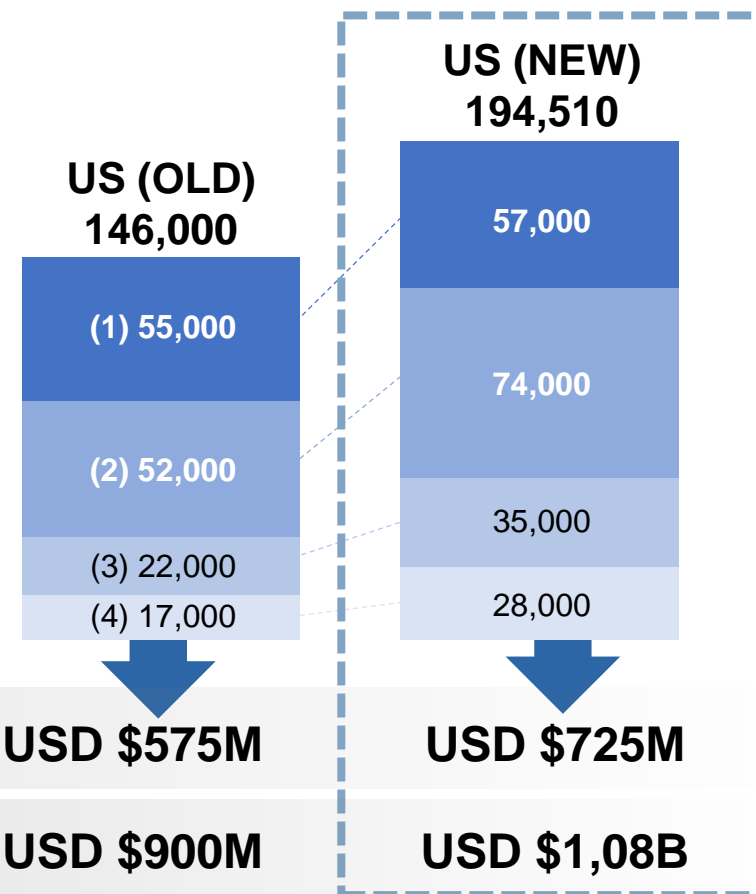 US (OLD)
146,000
(1) 55,000
(2) 52,000
(3) 22,000
(4) 17,000
USD $575M
USD $900M
US (NEW)
194,510
57,000
74,000
35,000
28,000
USD $725M
USD $1,08B